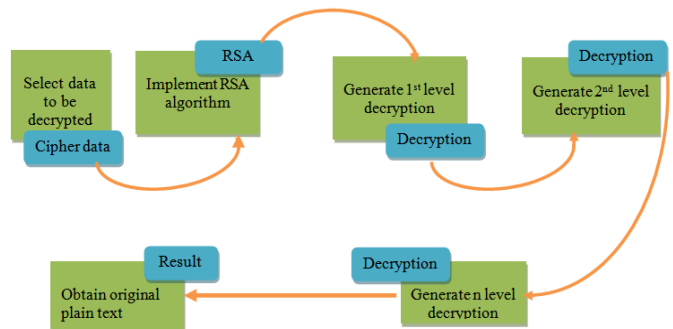 Select data
to be
decrypted
Cipher data
RSA
Implement RSA
algorithm
Generate 1st level
decryption
Decryption
Decryption
Generate 2nd level
decryption
Result
Obtain original
plain text
Decryption
Generate n level
decryption